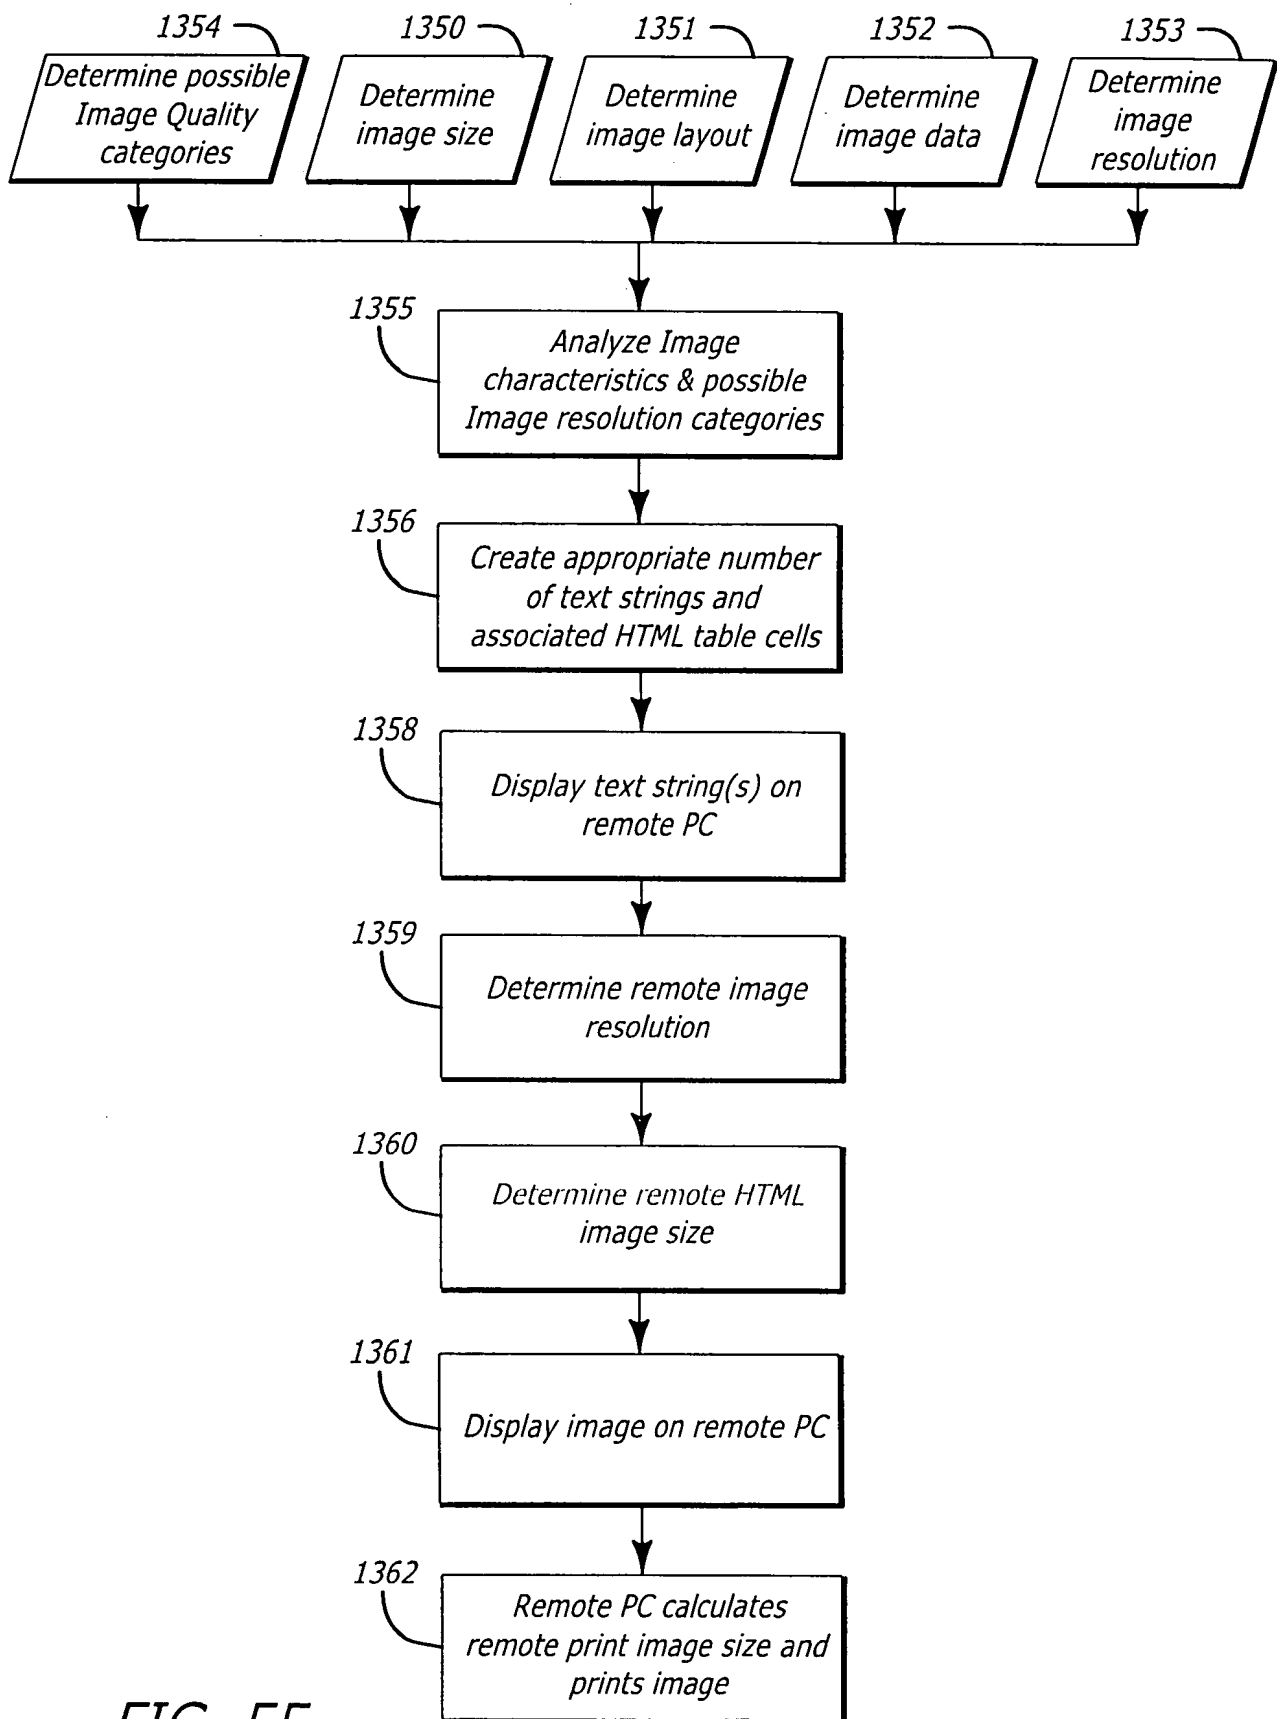 1354
1350
1351
1352
1353
Determine possible
Image Quality
categories
Determine
image size
Determine
image layout
Determine
image data
Determine
image
resolution
1355
Analyze Image
characteristics & possible
Image resolution categories
1356
Create appropriate number
of text strings and
associated HTML table cells
1358
Display text string(s) on
remote PC
1359
Determine remote image
resolution
1360
Determine remote HTML
image size
1361
Display image on remote PC
1362
Remote PC calculates
remote print image size and
prints image